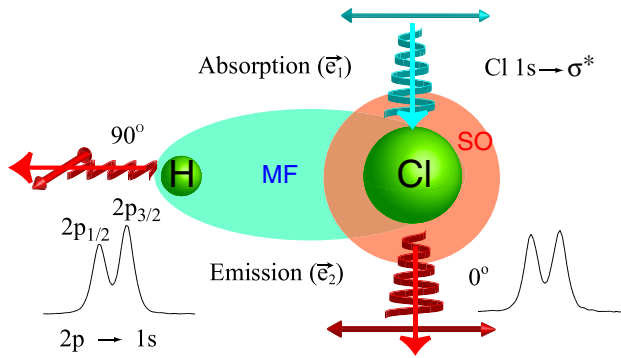 Absorption (e⃗₁)
Cl 1s → σ*
90°
H
MF
SO
Cl
2p₁/₂
2p₃/₂
Emission (e⃗₂)
0°
2p → 1s